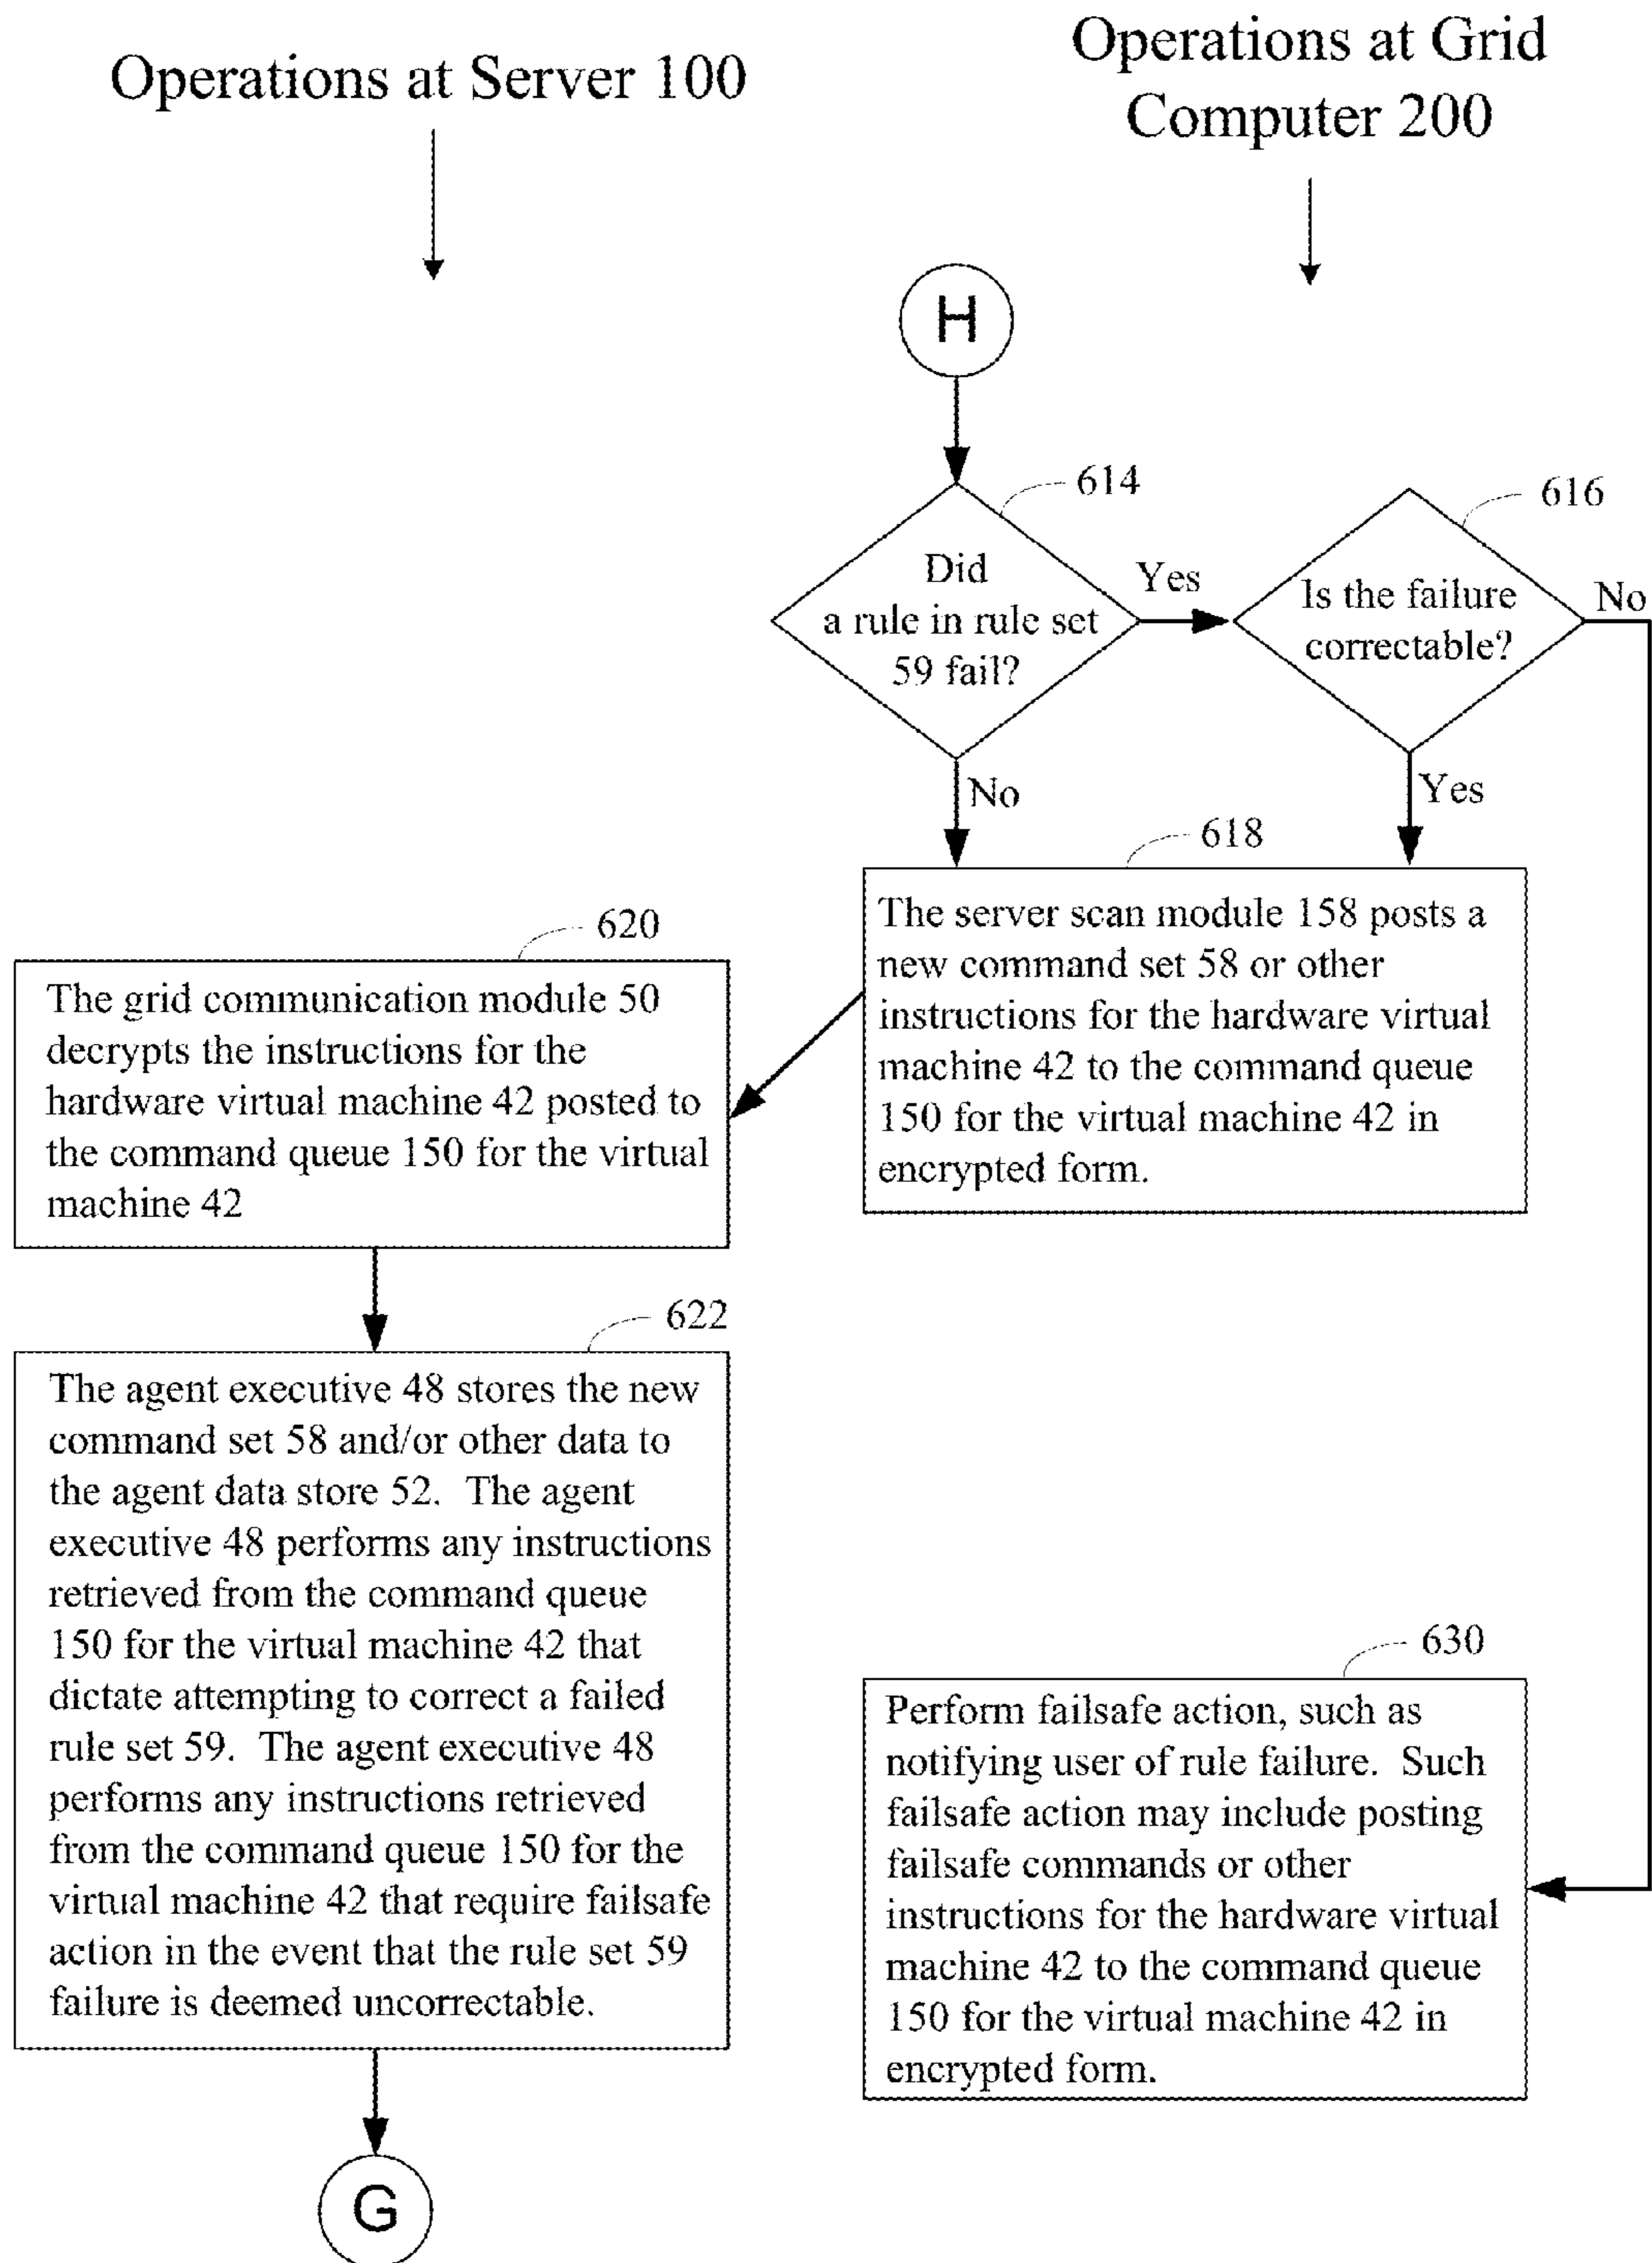 Operations at Server 100
Operations at Grid
Computer 200
H
614
616
Did
a rule in rule set
59 fail?
Yes
Is the failure
correctable?
No
No
Yes
618
The server scan module 158 posts a
new command set 58 or other
instructions for the hardware virtual
machine 42 to the command queue
150 for the virtual machine 42 in
encrypted form.
620
The grid communication module 50
decrypts the instructions for the
hardware virtual machine 42 posted to
the command queue 150 for the virtual
machine 42
622
The agent executive 48 stores the new
command set 58 and/or other data to
the agent data store 52. The agent
executive 48 performs any instructions
retrieved from the command queue
150 for the virtual machine 42 that
dictate attempting to correct a failed
rule set 59. The agent executive 48
performs any instructions retrieved
from the command queue 150 for the
virtual machine 42 that require failsafe
action in the event that the rule set 59
failure is deemed uncorrectable.
630
Perform failsafe action, such as
notifying user of rule failure. Such
failsafe action may include posting
failsafe commands or other
instructions for the hardware virtual
machine 42 to the command queue
150 for the virtual machine 42 in
encrypted form.
G